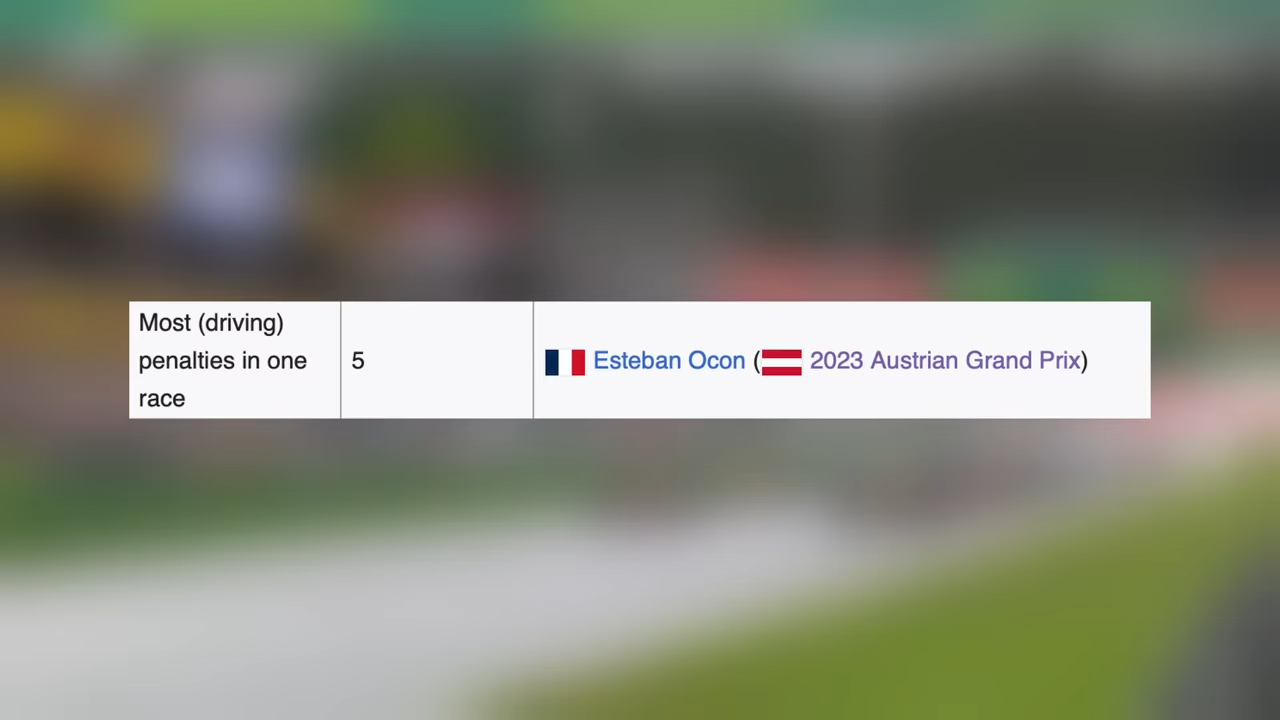 Most (driving)
penalties in one
race
5
Esteban Ocon (2023 Austrian Grand Prix)